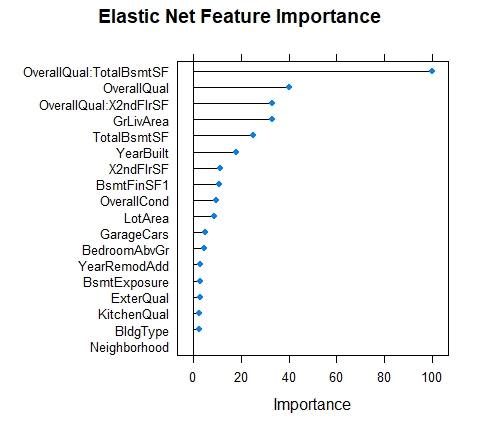 Elastic Net Feature Importance
OverallQual:TotalBsmtSF
OverallQual
OverallQual:X2ndFlrSF
GrLivArea
TotalBsmtSF
YearBuilt
X2ndFlrSF
BsmtFinSF1
OverallCond
LotArea
GarageCars
BedroomAbvGr
YearRemodAdd
BsmtExposure
ExterQual
KitchenQual
BldgType
Neighborhood
0 20 40 60 80 100
Importance